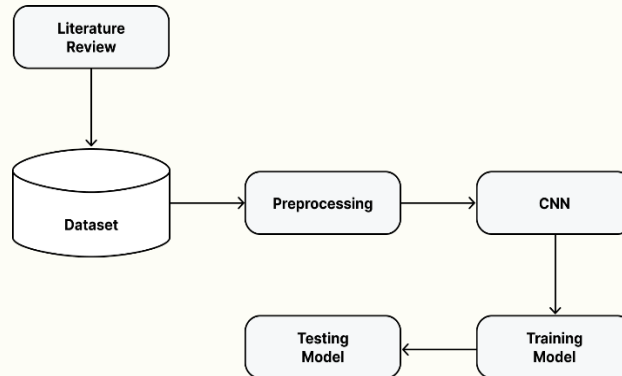 Literature
Review
Dataset
Preprocessing
CNN
Testing
Model
Training
Model